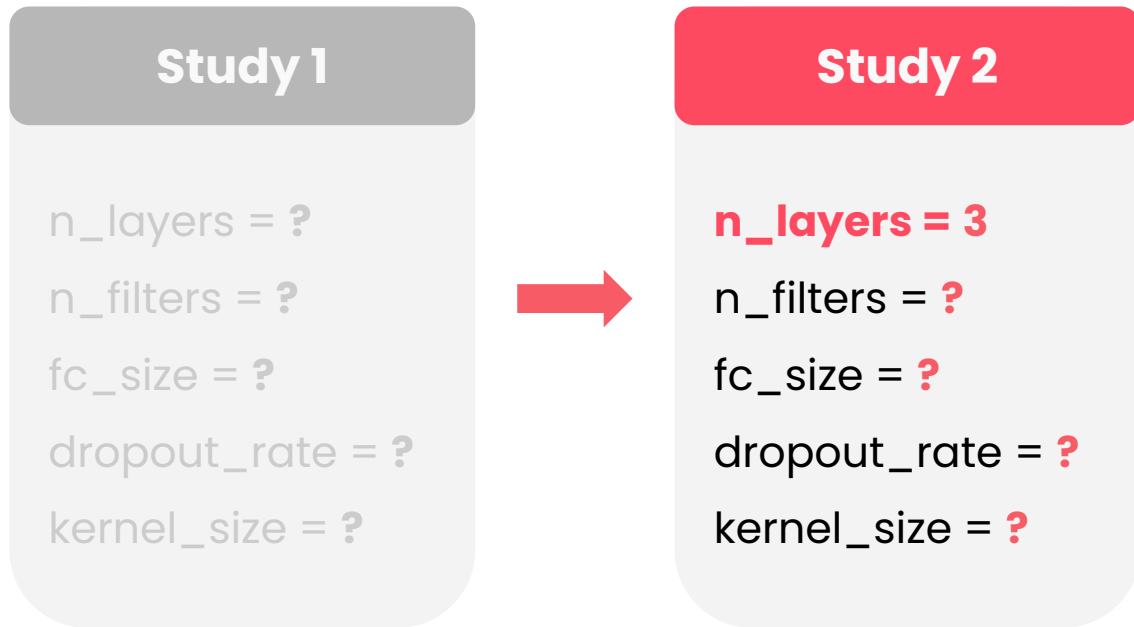 Study 1
n_layers = ?
n_filters = ?
fc_size = ?
dropout_rate = ?
kernel_size = ?
Study 2
n_layers = 3
n_filters = ?
fc_size = ?
dropout_rate = ?
kernel_size = ?